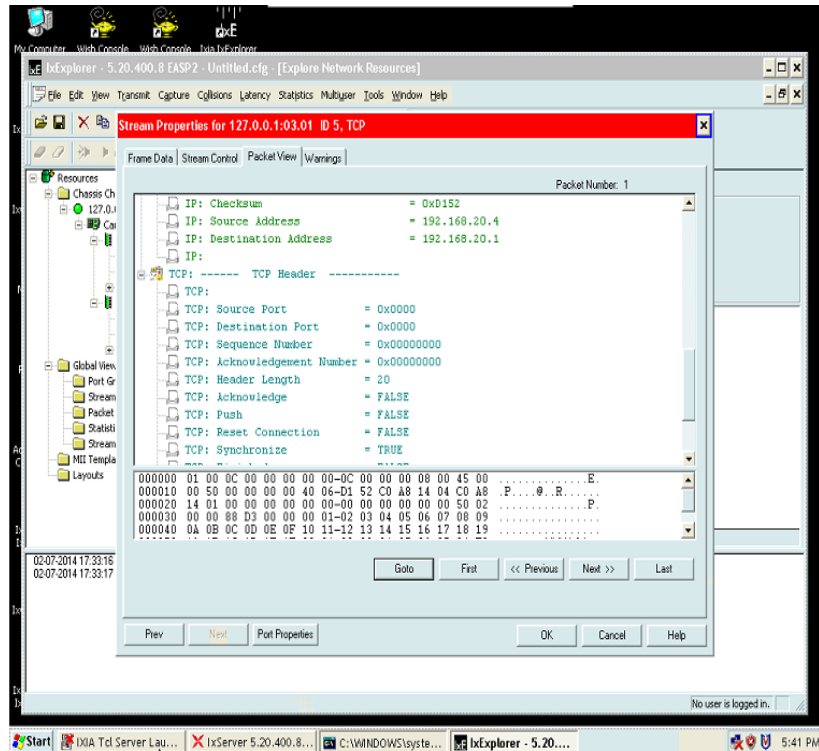 My Computer Wish Console Wish Console Ixia IxExplorer
IxExplorer - 5.20.400.8 EASP2 - Untitled.cfg - [Explore Network Resources]
File Edit View Transmit Capture Collisions Latency Statistics Multiuser Tools Window Help
Stream Properties for 127.0.0.1:03.01 ID 5, TCP
Frame Data Stream Control Packet View Warnings
Packet Number: 1
Resources
Chassis Ch
127.0.
Ca
Global View
Port Gr
Stream
Packet
Statisti
Stream
MII Templa
Layouts
IP: Checksum = 0xD152
IP: Source Address = 192.168.20.4
IP: Destination Address = 192.168.20.1
IP:
TCP: ------ TCP Header -----------
TCP:
TCP: Source Port = 0x0000
TCP: Destination Port = 0x0000
TCP: Sequence Number = 0x00000000
TCP: Acknowledgement Number = 0x00000000
TCP: Header Length = 20
TCP: Acknowledge = FALSE
TCP: Push = FALSE
TCP: Reset Connection = FALSE
TCP: Synchronize = TRUE
000000 01 00 0C 00 00 00 00 00-0C 00 00 00 08 00 45 00 ..............E.
000010 00 50 00 00 00 00 40 06-D1 52 C0 A8 14 04 C0 A8 .P....@..R......
000020 14 01 00 00 00 00 00 00-00 00 00 00 00 00 50 02 ..............P.
000030 00 00 88 D3 00 00 00 01-02 03 04 05 06 07 08 09 ................
000040 0A 0B 0C 0D 0E 0F 10 11-12 13 14 15 16 17 18 19 ................
Goto First << Previous Next >> Last
02-07-2014 17:33:16
02-07-2014 17:33:17
Prev Next Port Properties OK Cancel Help
No user is logged in.
Start IXIA Tcl Server Lau... IxServer 5.20.400.8... C:\WINDOWS\syste... IxExplorer - 5.20.... 5:41 PM